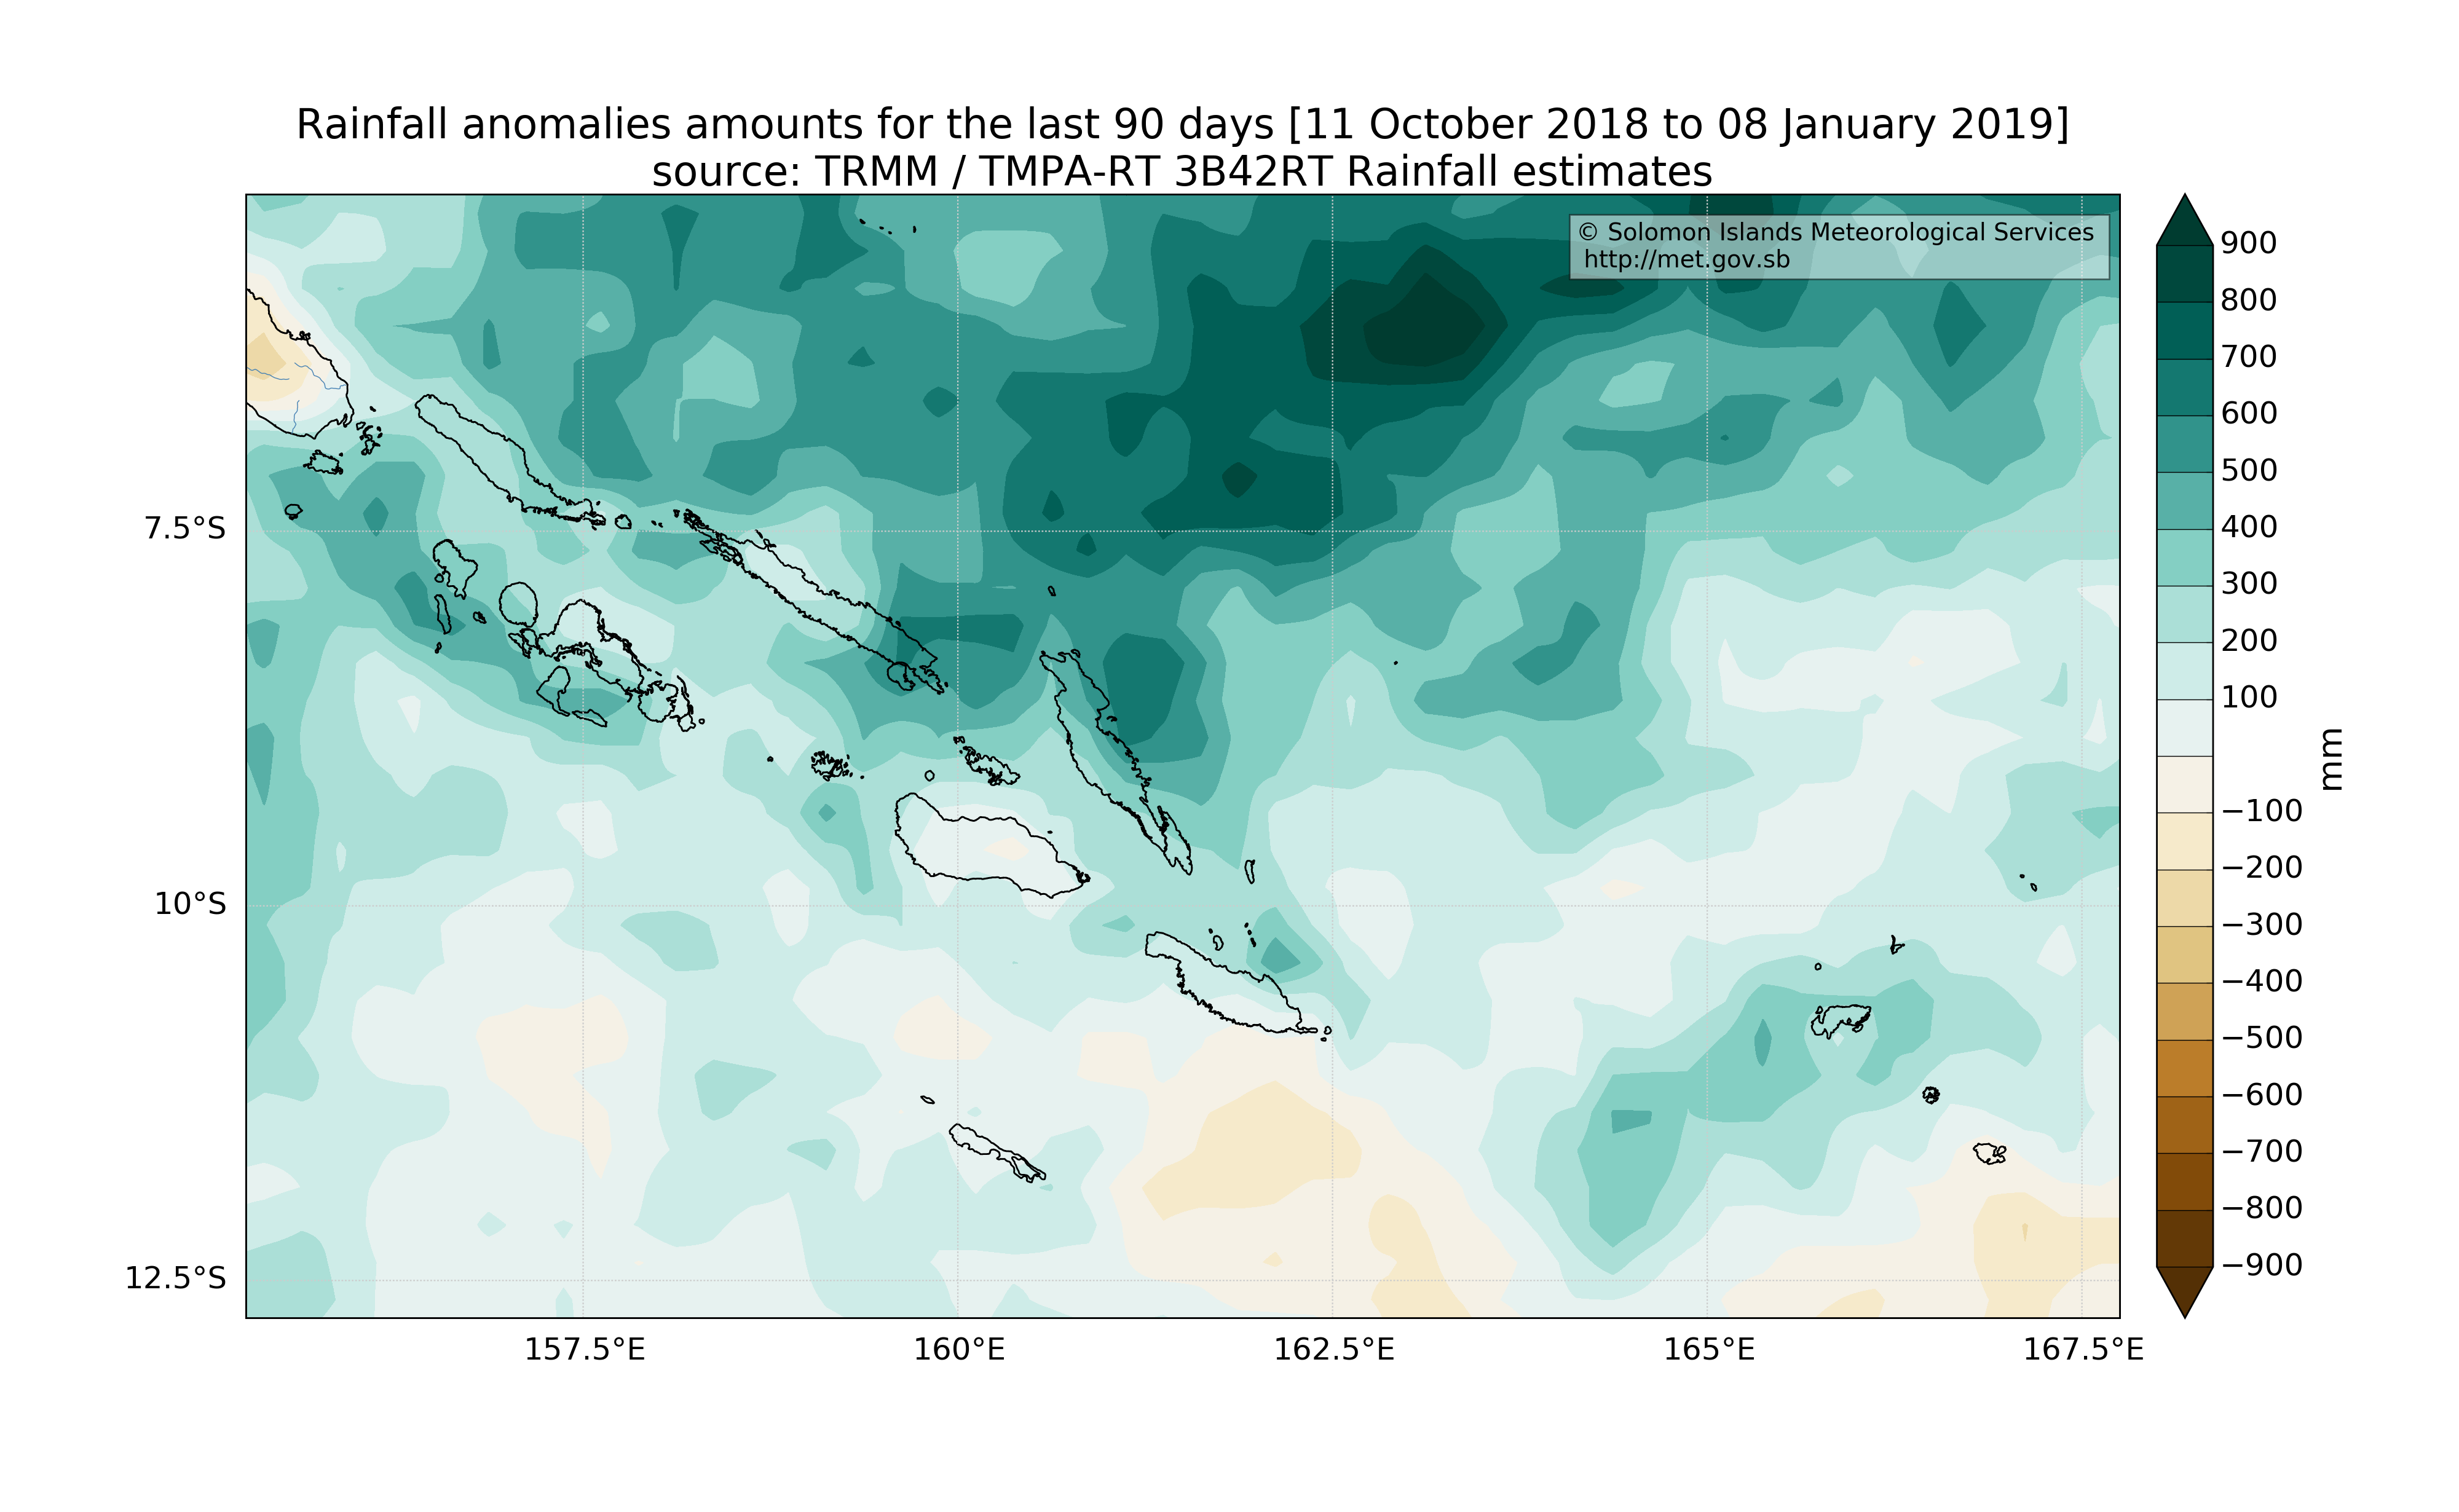 Rainfall anomalies amounts for the last 90 days [11 October 2018 to 08 January 2019]
source: TRMM / TMPA-RT 3B42RT Rainfall estimates
© Solomon Islands Meteorological Services
http://met.gov.sb
7.5°S
10°S
12.5°S
157.5°E
160°E
162.5°E
165°E
167.5°E
900
800
700
600
500
400
300
200
100
−100
−200
−300
−400
−500
−600
−700
−800
−900
mm